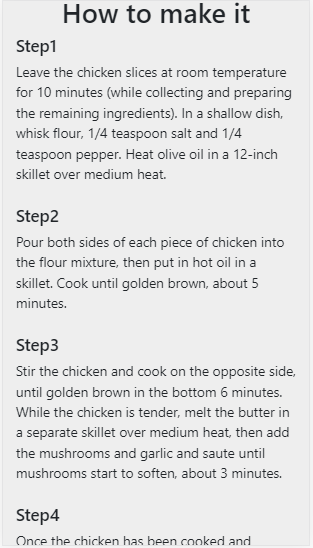 How to make it
Step1
Leave the chicken slices at room temperature
for 10 minutes (while collecting and preparing
the remaining ingredients). In a shallow dish,
whisk flour, 1/4 teaspoon salt and 1/4
teaspoon pepper. Heat olive oil in a 12-inch
skillet over medium heat.
Step2
Pour both sides of each piece of chicken into
the flour mixture, then put in hot oil in a
skillet. Cook until golden brown, about 5
minutes.
Step3
Stir the chicken and cook on the opposite side,
until golden brown in the bottom 6 minutes.
While the chicken is tender, melt the butter in
a separate skillet over medium heat, then add
the mushrooms and garlic and saute until
mushrooms start to soften, about 3 minutes.
Step4
Once the chicken has been cooked and